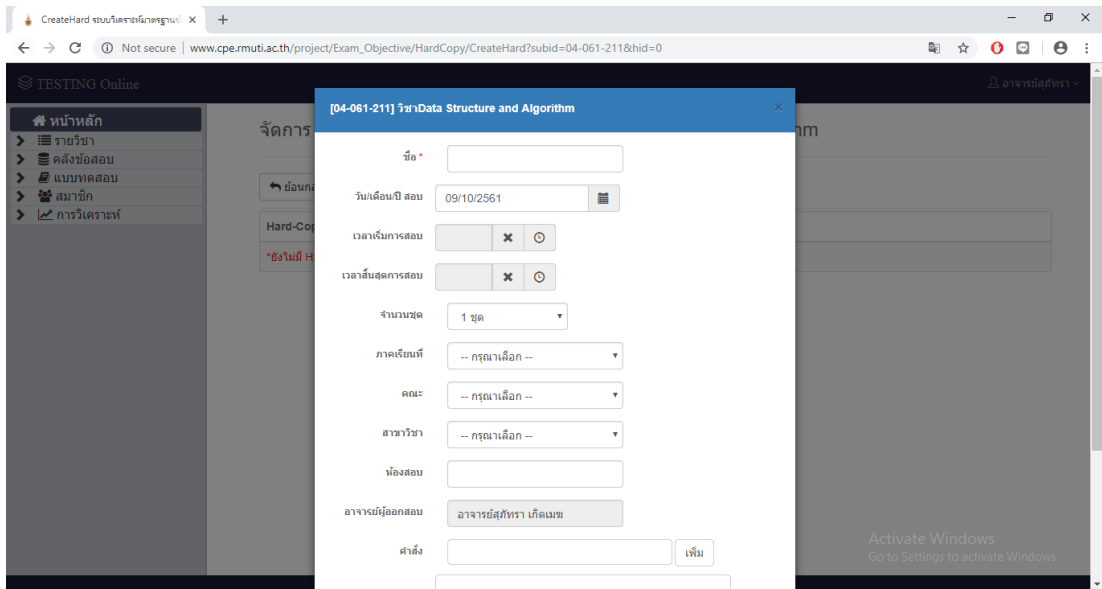 CreateHard ระบบวิเคราะห์มาตรฐานข้
Not secure | www.cpe.rmuti.ac.th/project/Exam_Objective/HardCopy/CreateHard?subid=04-061-211&hid=0
TESTING Online
อาจารย์สุภัทรา
[04-061-211] วิชาData Structure and Algorithm
×
หน้าหลัก
รายวิชา
คลังข้อสอบ
แบบทดสอบ
สมาชิก
การวิเคราะห์
จัดการ
hm
ย้อนกล
Hard-Cop
*ยังไม่มี H
ชื่อ *
วัน/เดือน/ปี สอบ 09/10/2561
เวลาเริ่มการสอบ
เวลาสิ้นสุดการสอบ
จำนวนชุด 1 ชุด
ภาคเรียนที่ -- กรุณาเลือก --
คณะ -- กรุณาเลือก --
สาขาวิชา -- กรุณาเลือก --
ห้องสอบ
อาจารย์ผู้ออกสอบ อาจารย์สุภัทรา เกิดเมฆ
คำสั่ง เพิ่ม
Activate Windows
Go to Settings to activate Windows.